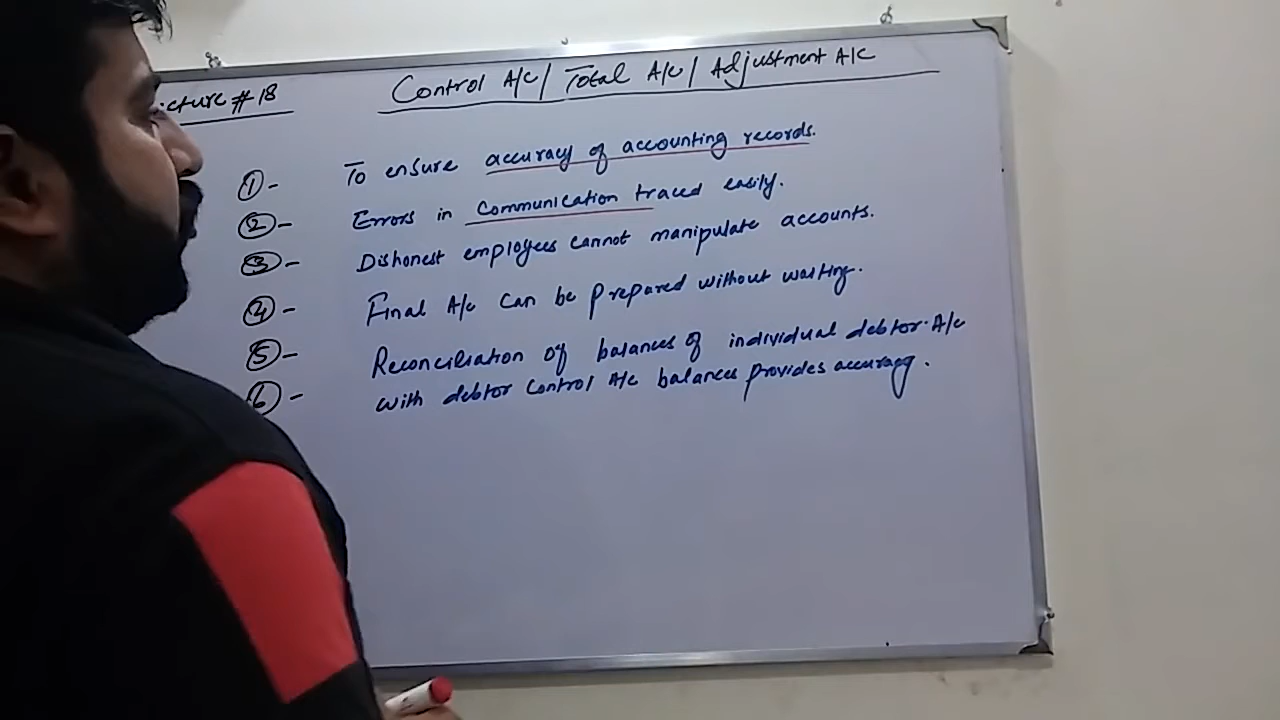 cture # 18
Control A/c / Total A/c / Adjustment A/c
①- To ensure accuracy of accounting records.
②- Errors in communication traced easily.
③- Dishonest employees cannot manipulate accounts.
④- Final A/c can be prepared without waiting.
⑤- Reconciliation of balances of individual debtor A/c
⑥- with debtor control A/c balances provides accuracy.